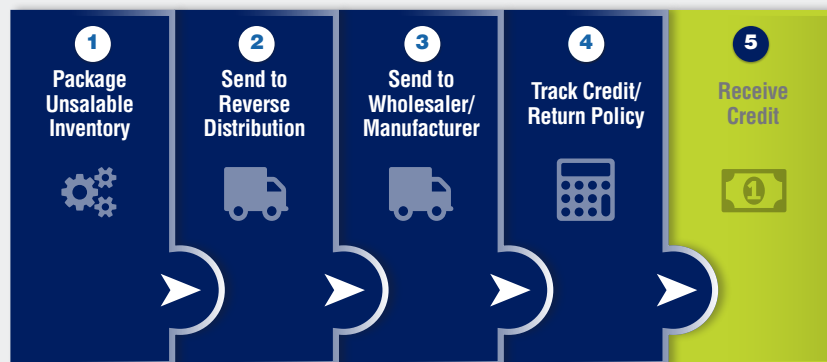 1
Package
Unsalable
Inventory
2
Send to
Reverse
Distribution
3
Send to
Wholesaler/
Manufacturer
4
Track Credit/
Return Policy
5
Receive
Credit
1